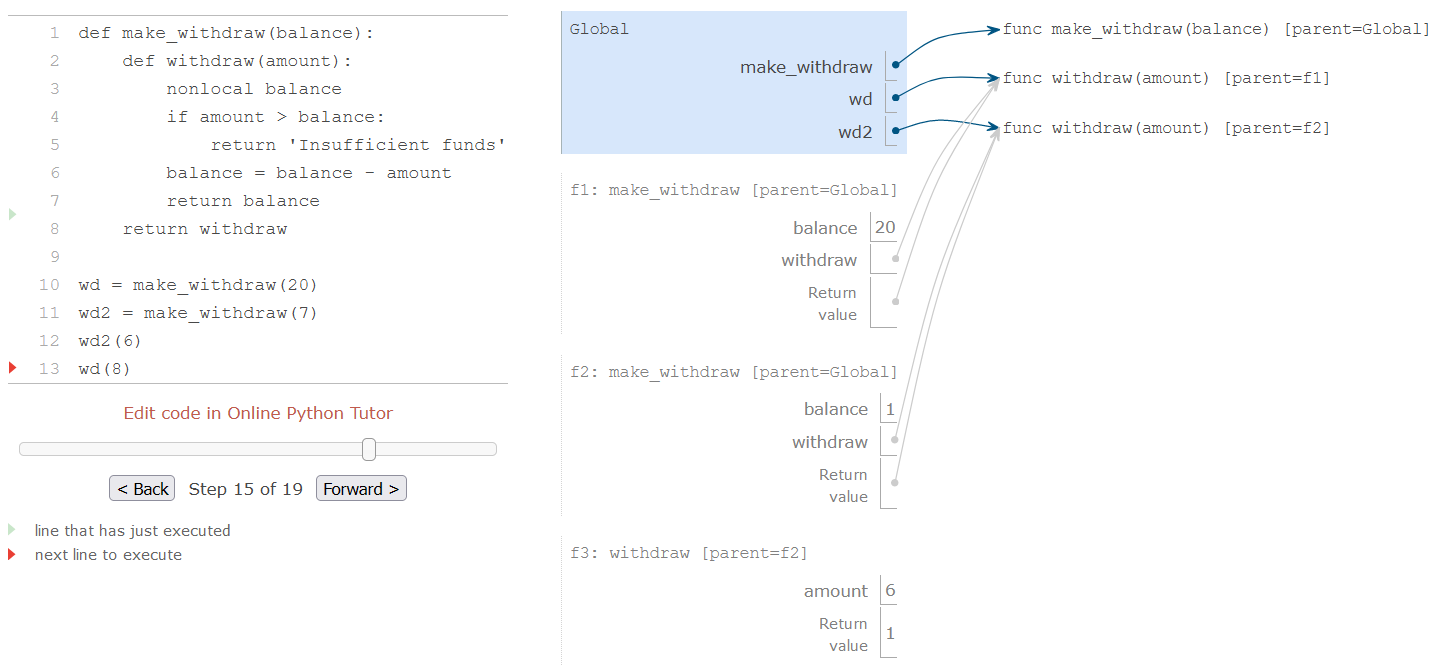 1 def make_withdraw(balance):
2     def withdraw(amount):
3         nonlocal balance
4         if amount > balance:
5             return 'Insufficient funds'
6         balance = balance - amount
7         return balance
8     return withdraw
9
10 wd = make_withdraw(20)
11 wd2 = make_withdraw(7)
12 wd2(6)
13 wd(8)
Edit code in Online Python Tutor
< Back Step 15 of 19 Forward >
line that has just executed
next line to execute
Global
make_withdraw
wd
wd2
func make_withdraw(balance) [parent=Global]
func withdraw(amount) [parent=f1]
func withdraw(amount) [parent=f2]
f1: make_withdraw [parent=Global]
balance 20
withdraw
Return
value
f2: make_withdraw [parent=Global]
balance 1
withdraw
Return
value
f3: withdraw [parent=f2]
amount 6
Return
value 1